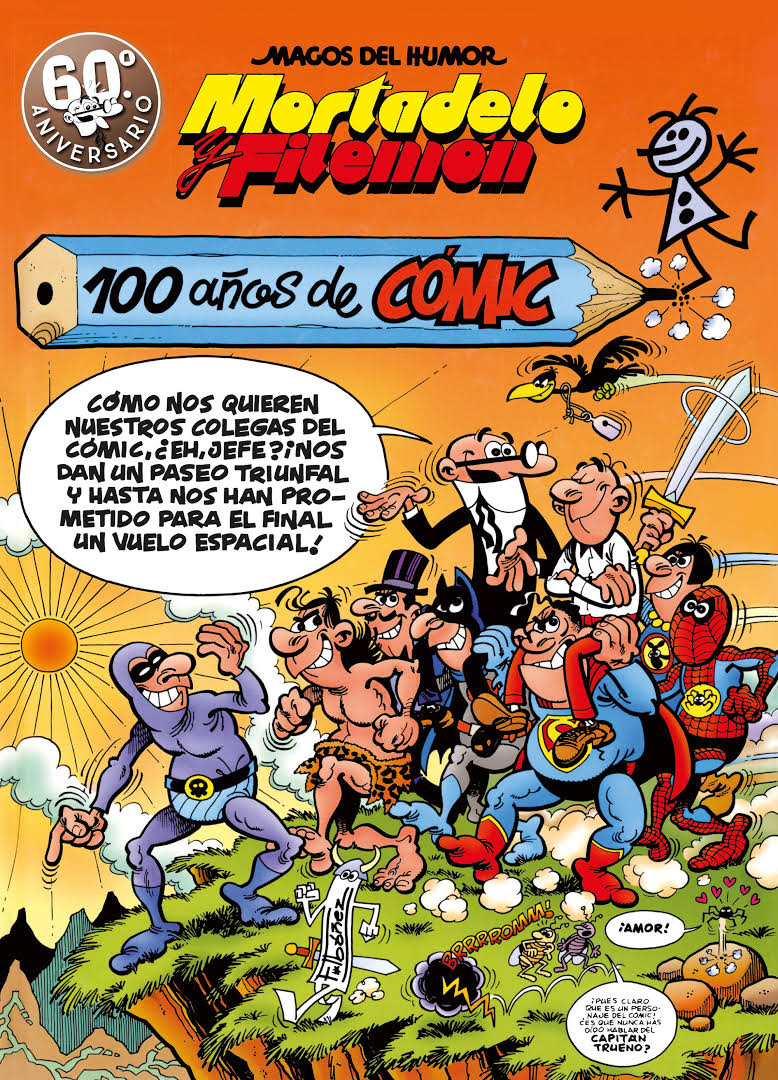 60.º
ANIVERSARIO
MAGOS DEL HUMOR
Mortadelo
y Filemón
100 años de CÓMIC
CÓMO NOS QUIEREN
NUESTROS COLEGAS DEL
CÓMIC, ¿EH, JEFE? ¡NOS
DAN UN PASEO TRIUNFAL
Y HASTA NOS HAN PRO-
METIDO PARA EL FINAL
UN VUELO ESPACIAL!
F. Ibáñez
BRRRROMM!
¡AMOR!
¡PUES CLARO
QUE ES UN PERSO-
NAJE DEL CÓMIC!
¿ES QUE NUNCA HAS
OÍDO HABLAR DEL
CAPITÁN
TRUENO?